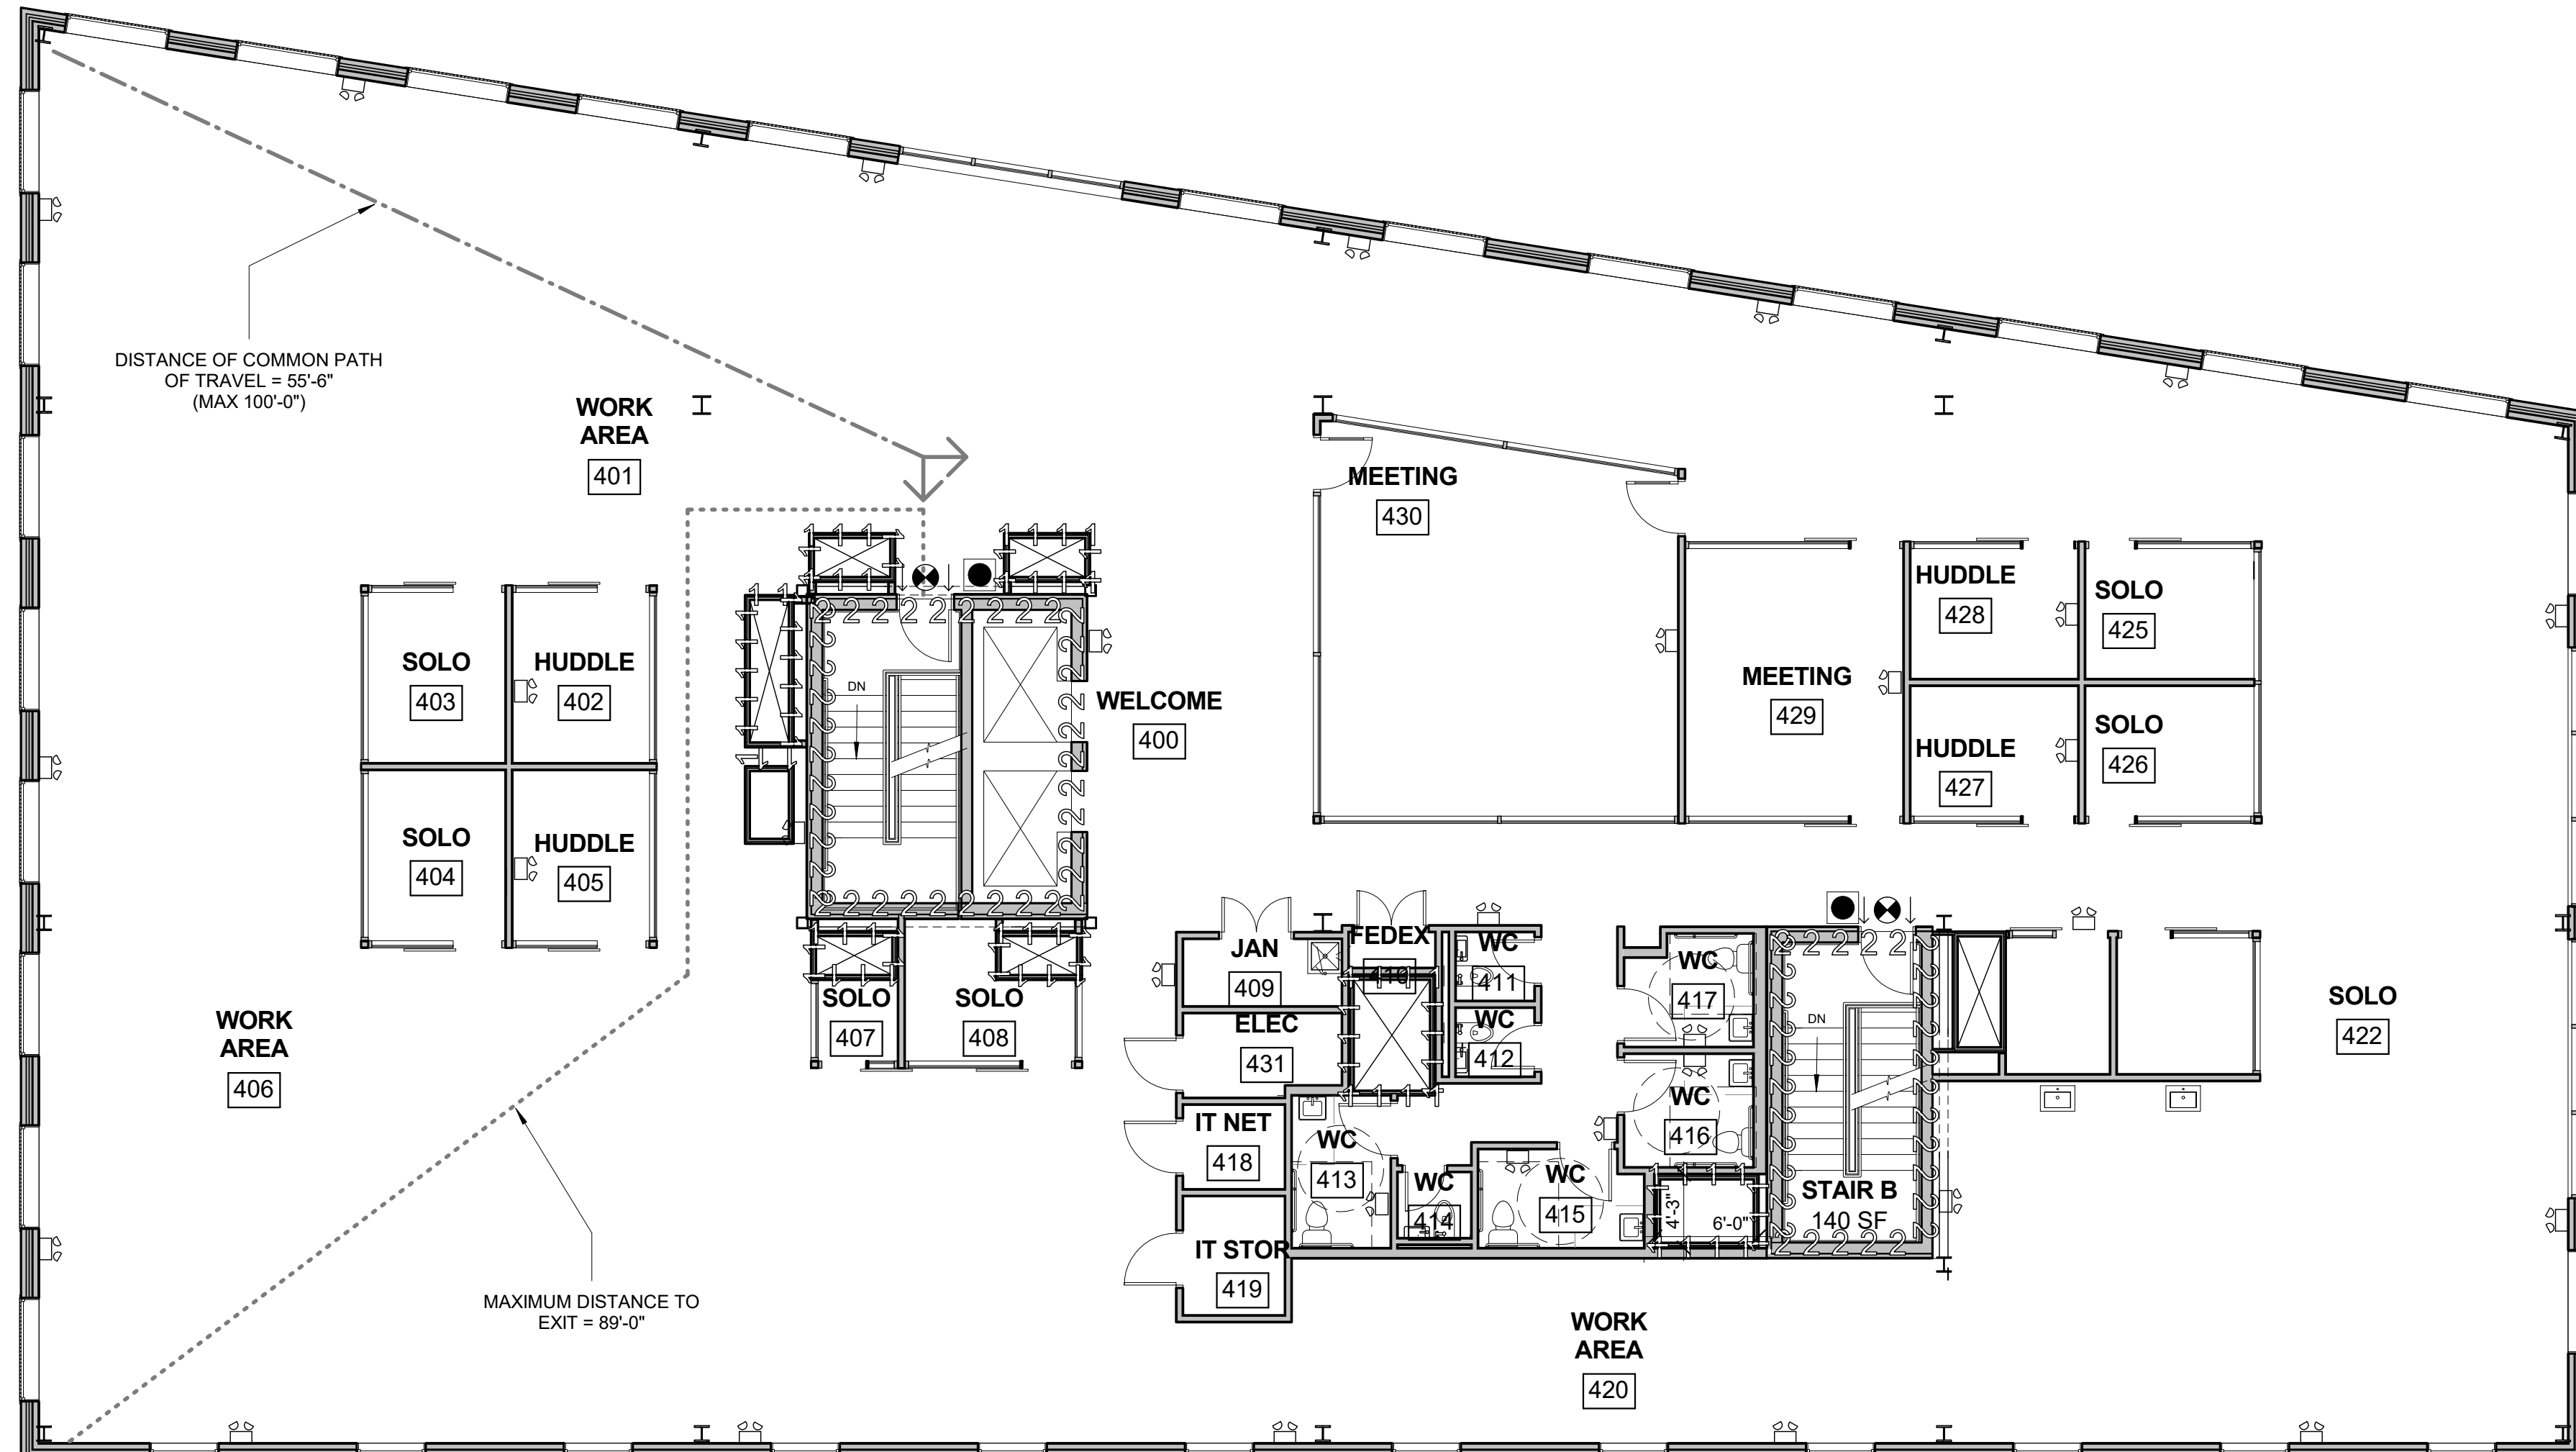 DISTANCE OF COMMON PATH
OF TRAVEL = 55'-6"
(MAX 100'-0")
WORK
AREA
401
MEETING
430
HUDDLE
428
SOLO
425
SOLO
403
HUDDLE
402
DN
WELCOME
400
MEETING
429
HUDDLE
427
SOLO
426
SOLO
404
HUDDLE
405
JAN
409
FEDEX
410
WC
411
WC
417
SOLO
407
SOLO
408
ELEC
431
WC
412
DN
SOLO
422
WORK
AREA
406
IT NET
418
WC
413
WC
414
WC
415
WC
416
4'-3"
6'-0"
STAIR B
140 SF
IT STOR
419
MAXIMUM DISTANCE TO
EXIT = 89'-0"
WORK
AREA
420